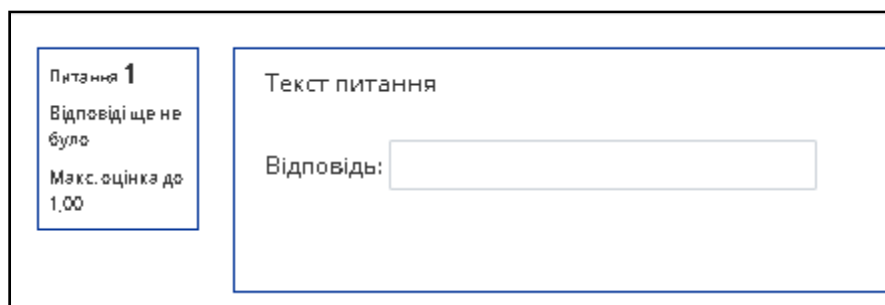 Питання 1
Відповіді ще не
було
Макс. оцінка до
1,00
Текст питання
Відповідь: